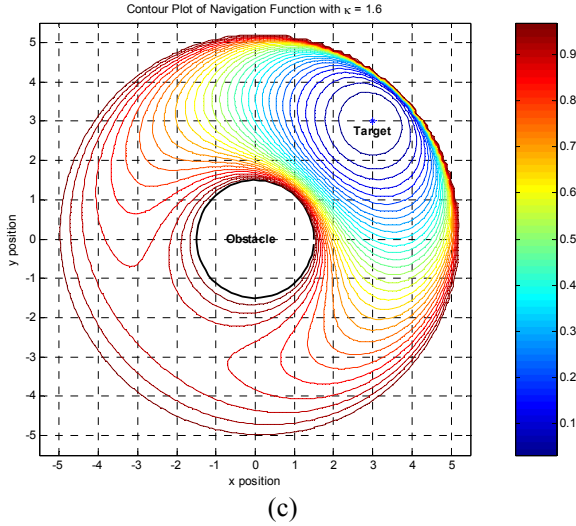 Contour Plot of Navigation Function with κ = 1.6
5
4
3
2
1
0
-1
-2
-3
-4
-5
y position
Target
Obstacle
-5 -4 -3 -2 -1 0 1 2 3 4 5
x position
0.9
0.8
0.7
0.6
0.5
0.4
0.3
0.2
0.1
(c)